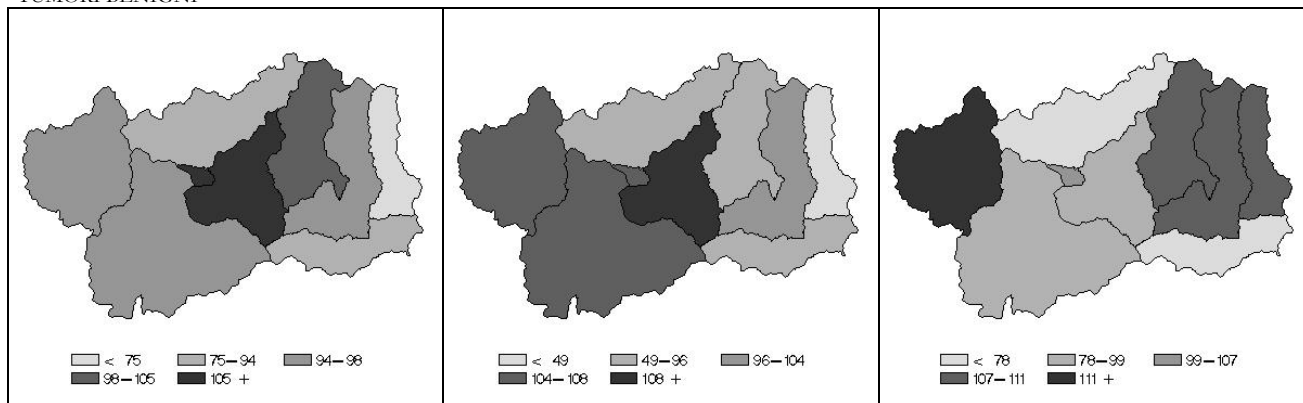 TUMORI BENIGNI
< 75 75–94 94–98
98–105 105 +
< 49 49–96 96–104
104–108 108 +
< 78 78–99 99–107
107–111 111 +